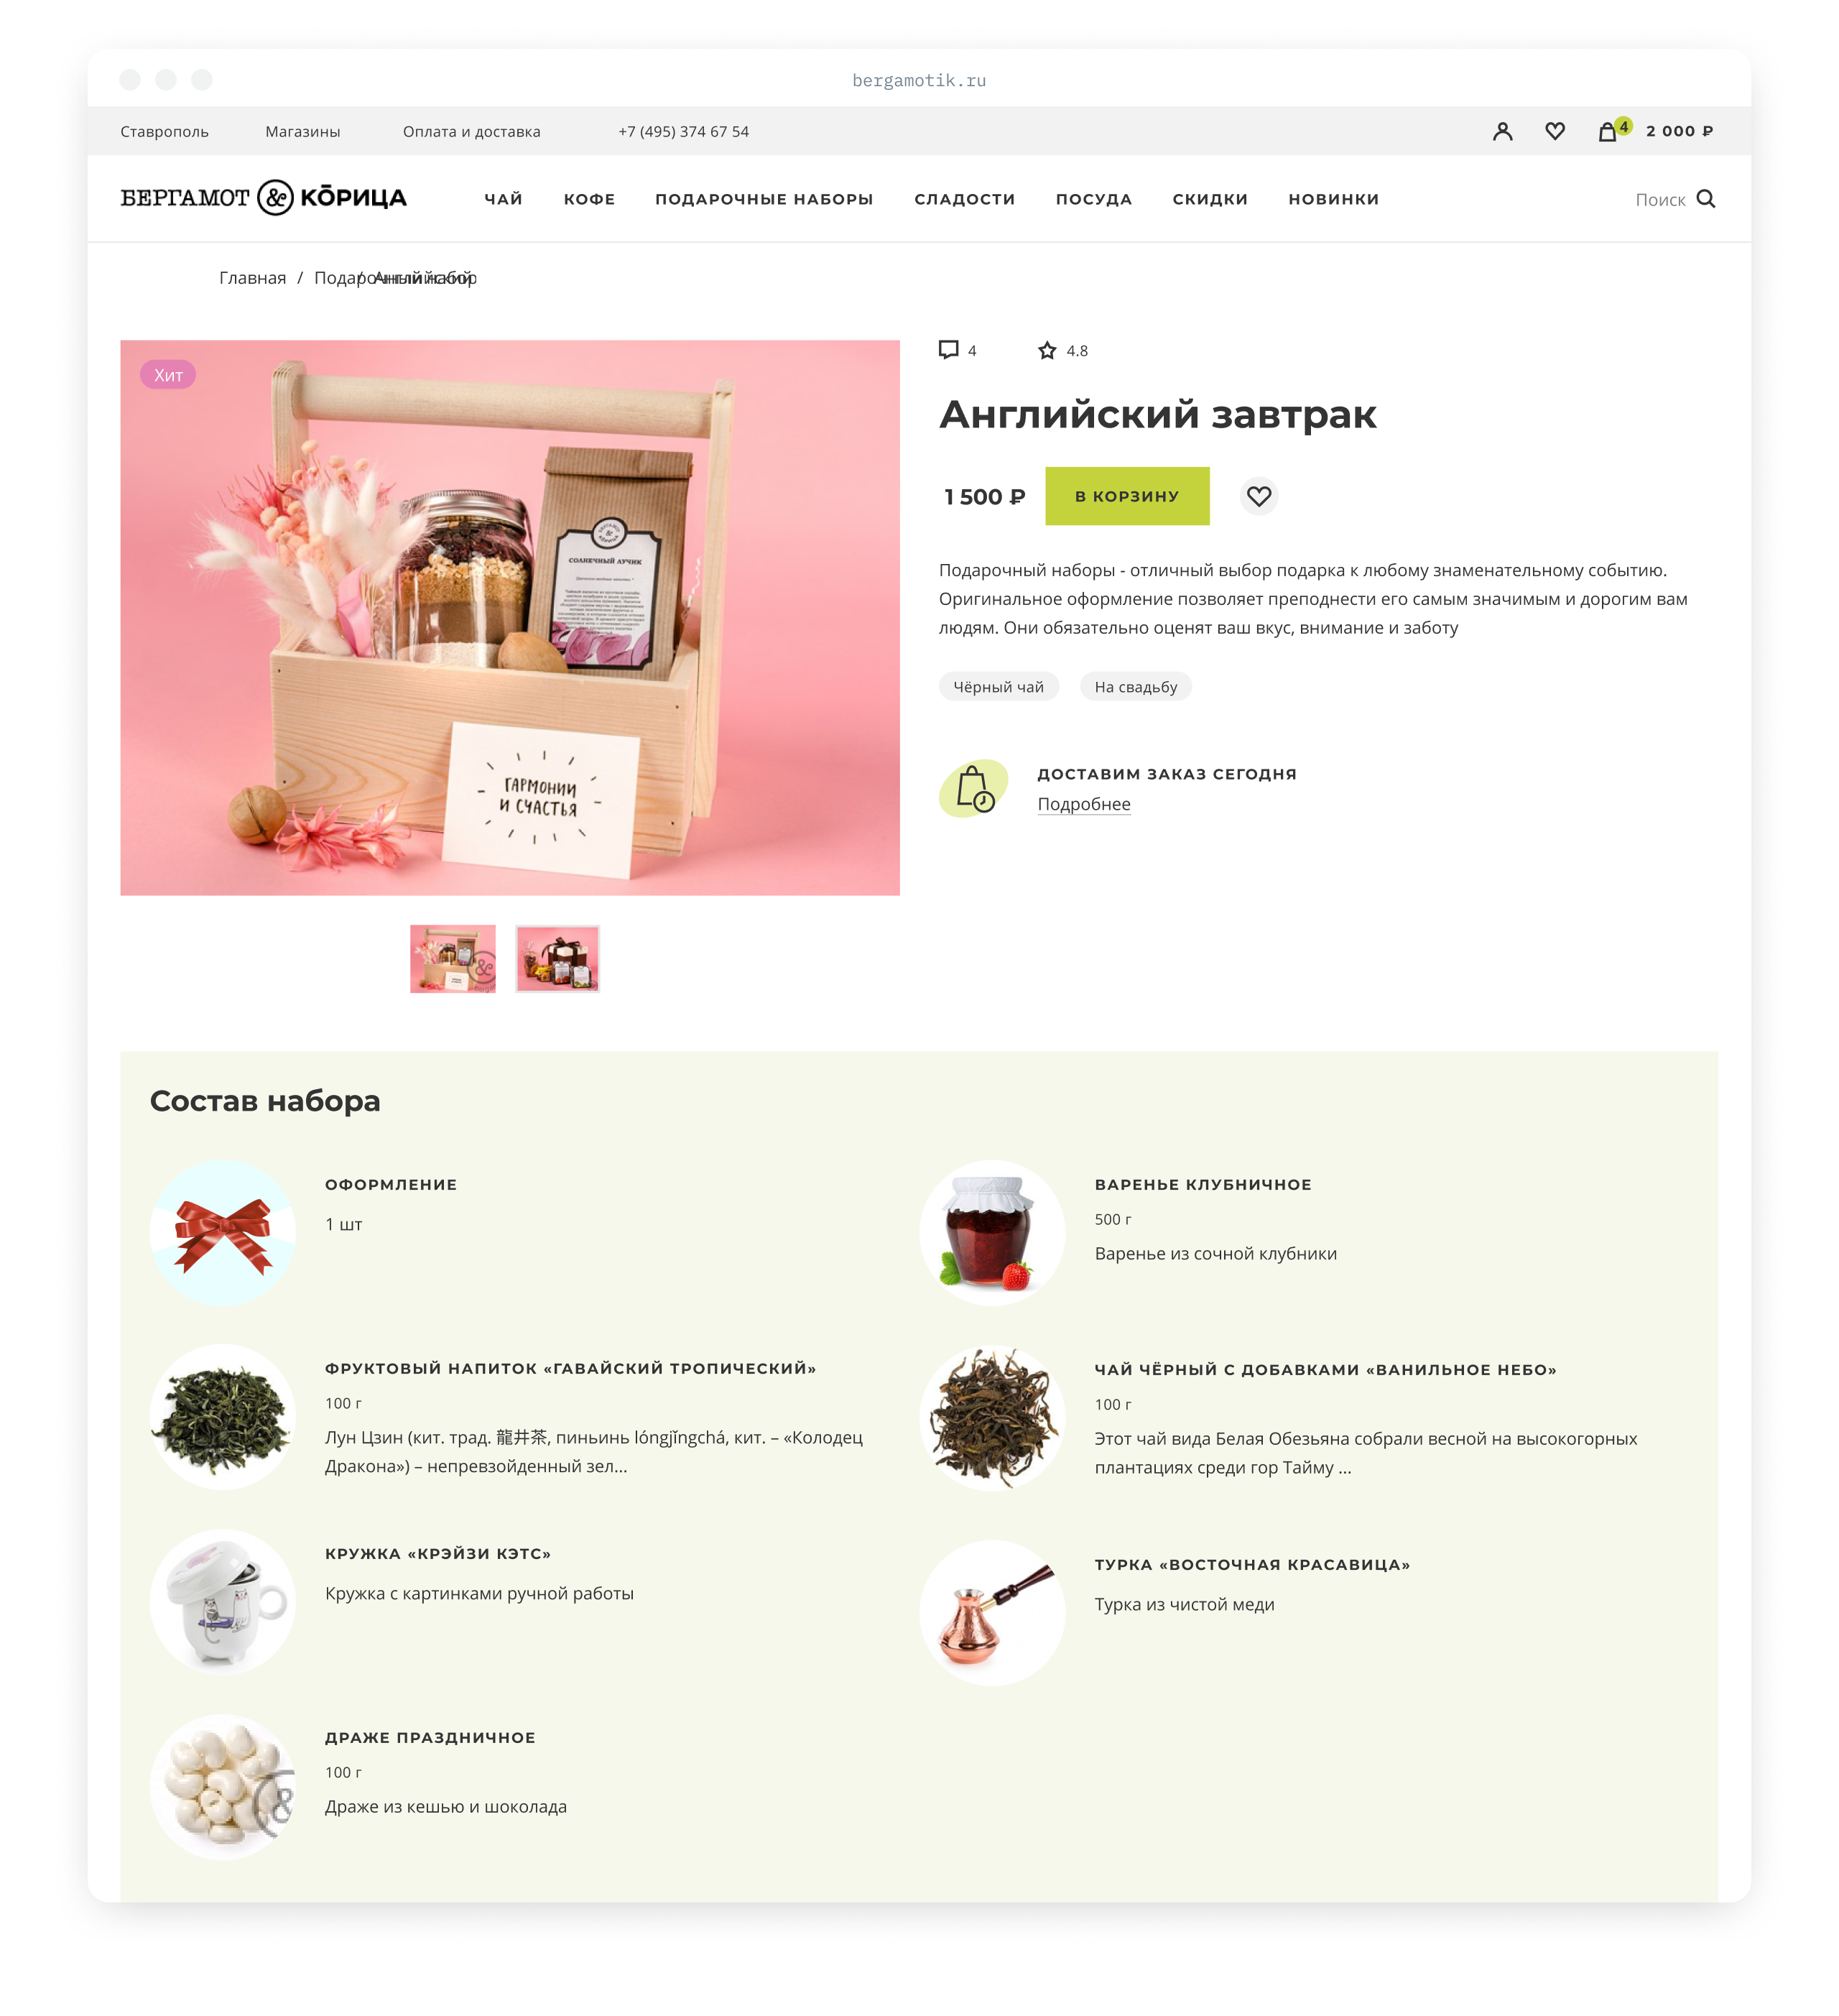 bergamotik.ru
Ставрополь Магазины Оплата и доставка +7 (495) 374 67 54 4 2 000 ₽
БЕРГАМОТ & КО̄РИЦА ЧАЙ КОФЕ ПОДАРОЧНЫЕ НАБОРЫ СЛАДОСТИ ПОСУДА СКИДКИ НОВИНКИ Поиск
Главная / Подарочный набор / Английский
Хит
СОЛНЕЧНЫЙ ЛУЧИК
ГАРМОНИИ
И СЧАСТЬЯ
4 4.8
Английский завтрак
1 500 ₽ В КОРЗИНУ
Подарочный наборы - отличный выбор подарка к любому знаменательному событию.
Оригинальное оформление позволяет преподнести его самым значимым и дорогим вам
людям. Они обязательно оценят ваш вкус, внимание и заботу
Чёрный чай На свадьбу
ДОСТАВИМ ЗАКАЗ СЕГОДНЯ
Подробнее
Состав набора
ОФОРМЛЕНИЕ
1 шт
ВАРЕНЬЕ КЛУБНИЧНОЕ
500 г
Варенье из сочной клубники
ФРУКТОВЫЙ НАПИТОК «ГАВАЙСКИЙ ТРОПИЧЕСКИЙ»
100 г
Лун Цзин (кит. трад. 龍井茶, пиньинь lóngjǐngchá, кит. – «Колодец
Дракона») – непревзойденный зел...
ЧАЙ ЧЁРНЫЙ С ДОБАВКАМИ «ВАНИЛЬНОЕ НЕБО»
100 г
Этот чай вида Белая Обезьяна собрали весной на высокогорных
плантациях среди гор Тайму ...
КРУЖКА «КРЭЙЗИ КЭТС»
Кружка с картинками ручной работы
ТУРКА «ВОСТОЧНАЯ КРАСАВИЦА»
Турка из чистой меди
ДРАЖЕ ПРАЗДНИЧНОЕ
100 г
Драже из кешью и шоколада